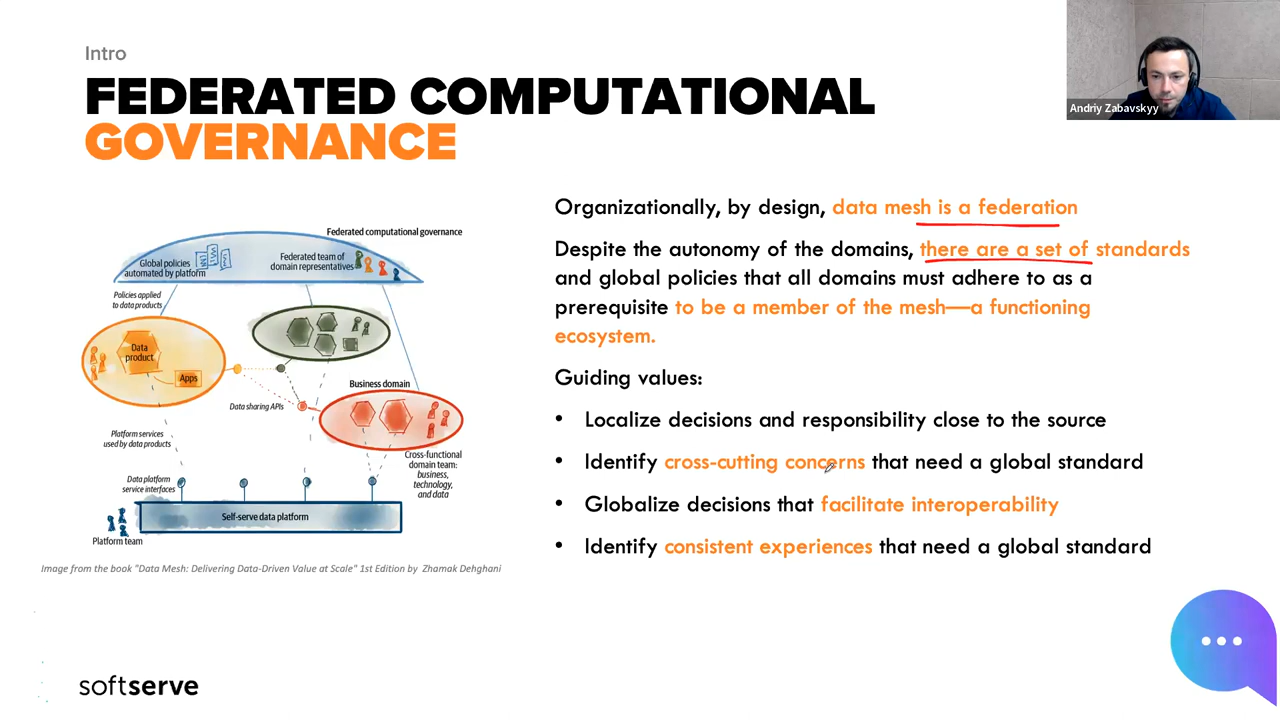 Intro
FEDERATED COMPUTATIONAL
GOVERNANCE
Andriy Zabavskyy
Federated computational governance
Global policies
automated by platform
Federated team of
domain representatives
Policies applied
to data products
Data
product
Apps
Business domain
Data sharing APIs
Platform services
used by data products
Cross-functional
domain team:
business,
technology,
and data
Data platform
service interfaces
Self-serve data platform
Platform team
Image from the book "Data Mesh: Delivering Data-Driven Value at Scale" 1st Edition by Zhamak Dehghani
Organizationally, by design, data mesh is a federation
Despite the autonomy of the domains, there are a set of standards
and global policies that all domains must adhere to as a
prerequisite to be a member of the mesh—a functioning
ecosystem.
Guiding values:
• Localize decisions and responsibility close to the source
• Identify cross-cutting concerns that need a global standard
• Globalize decisions that facilitate interoperability
• Identify consistent experiences that need a global standard
softserve